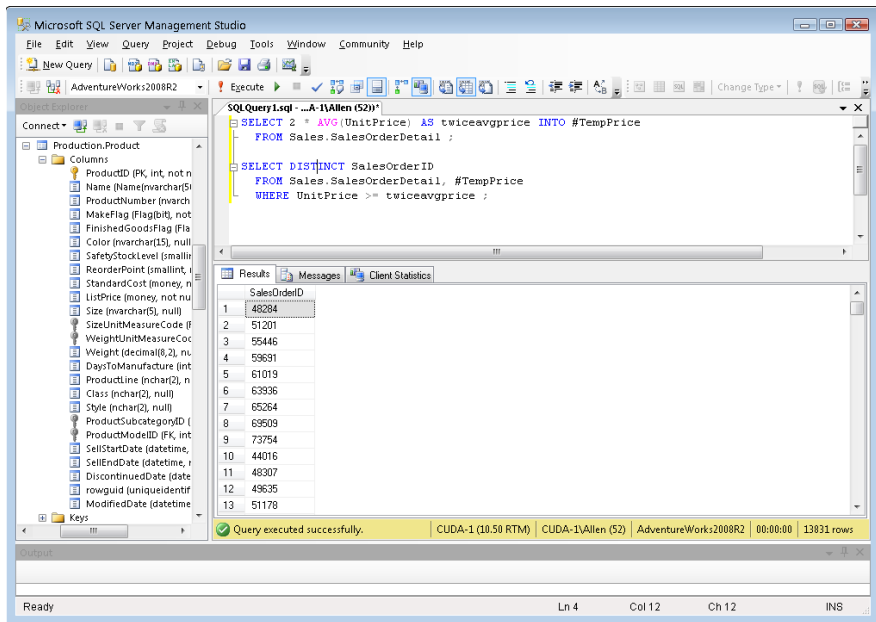 Microsoft SQL Server Management Studio
File Edit View Query Project Debug Tools Window Community Help
New Query
AdventureWorks2008R2 Execute Change Type
Object Explorer
SQLQuery1.sql - ...A-1\Allen (52))*
Connect
Production.Product
Columns
ProductID (PK, int, not n
Name (Name(nvarchar(5
ProductNumber (nvarch
MakeFlag (Flag(bit), not
FinishedGoodsFlag (Fla
Color (nvarchar(15), null
SafetyStockLevel (smallin
ReorderPoint (smallint,
StandardCost (money, n
ListPrice (money, not nu
Size (nvarchar(5), null)
SizeUnitMeasureCode (F
WeightUnitMeasureCoc
Weight (decimal(8,2), nu
DaysToManufacture (int
ProductLine (nchar(2), n
Class (nchar(2), null)
Style (nchar(2), null)
ProductSubcategoryID (
ProductModelID (FK, int
SellStartDate (datetime,
SellEndDate (datetime, r
DiscontinuedDate (date
rowguid (uniqueidentif
ModifiedDate (datetime
Keys
SELECT 2 * AVG(UnitPrice) AS twiceavgprice INTO #TempPrice
FROM Sales.SalesOrderDetail ;
SELECT DISTINCT SalesOrderID
FROM Sales.SalesOrderDetail, #TempPrice
WHERE UnitPrice >= twiceavgprice ;
Results Messages Client Statistics
SalesOrderID
1 48284
2 51201
3 55446
4 59691
5 61019
6 63936
7 65264
8 69509
9 73754
10 44016
11 48307
12 49635
13 51178
Query executed successfully. CUDA-1 (10.50 RTM) CUDA-1\Allen (52) AdventureWorks2008R2 00:00:00 13831 rows
Output
Ready Ln 4 Col 12 Ch 12 INS